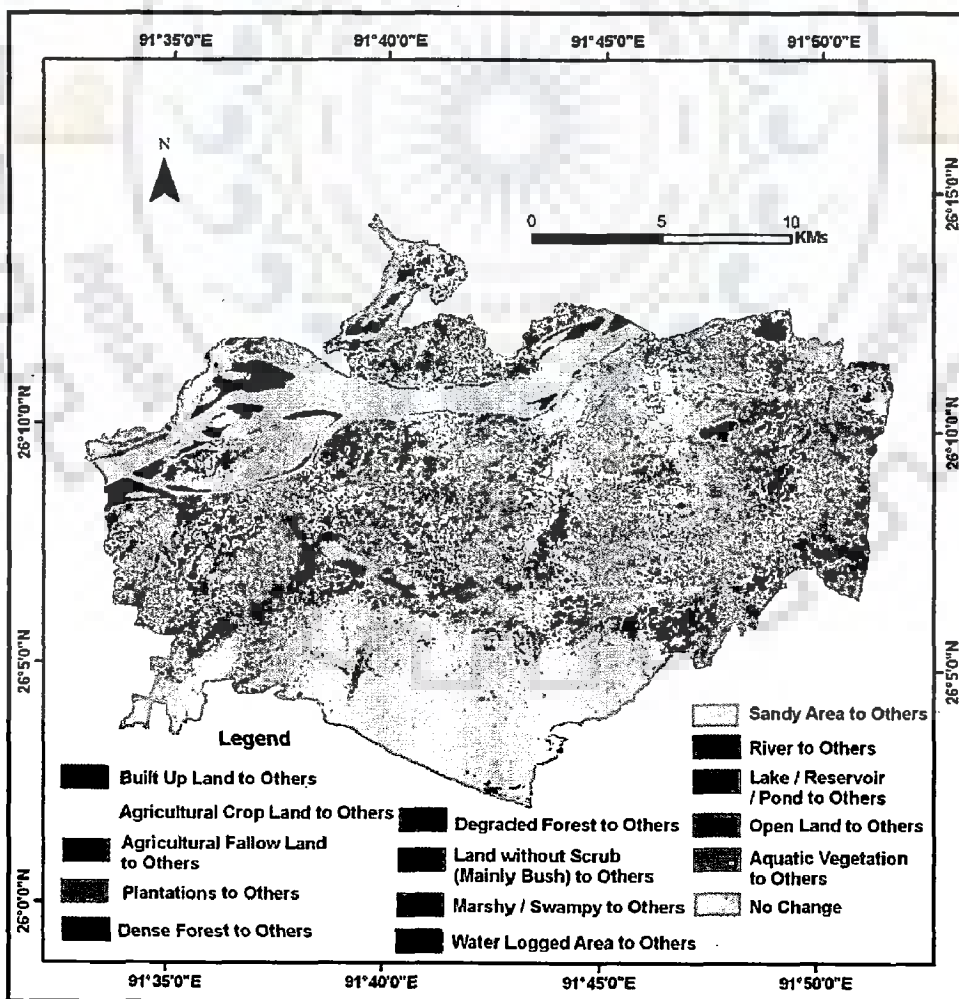 91°35'0"E 91°40'0"E 91°45'0"E 91°50'0"E
N
0 5 10
KMs
26°15'0"N
26°10'0"N
26°10'0"N
26°5'0"N
26°5'0"N
26°0'0"N
Legend
Built Up Land to Others
Agricultural Crop Land to Others
Agricultural Fallow Land
to Others
Plantations to Others
Dense Forest to Others
Degraded Forest to Others
Land without Scrub
(Mainly Bush) to Others
Marshy / Swampy to Others
Water Logged Area to Others
Sandy Area to Others
River to Others
Lake / Reservoir
/ Pond to Others
Open Land to Others
Aquatic Vegetation
to Others
No Change
91°35'0"E 91°40'0"E 91°45'0"E 91°50'0"E